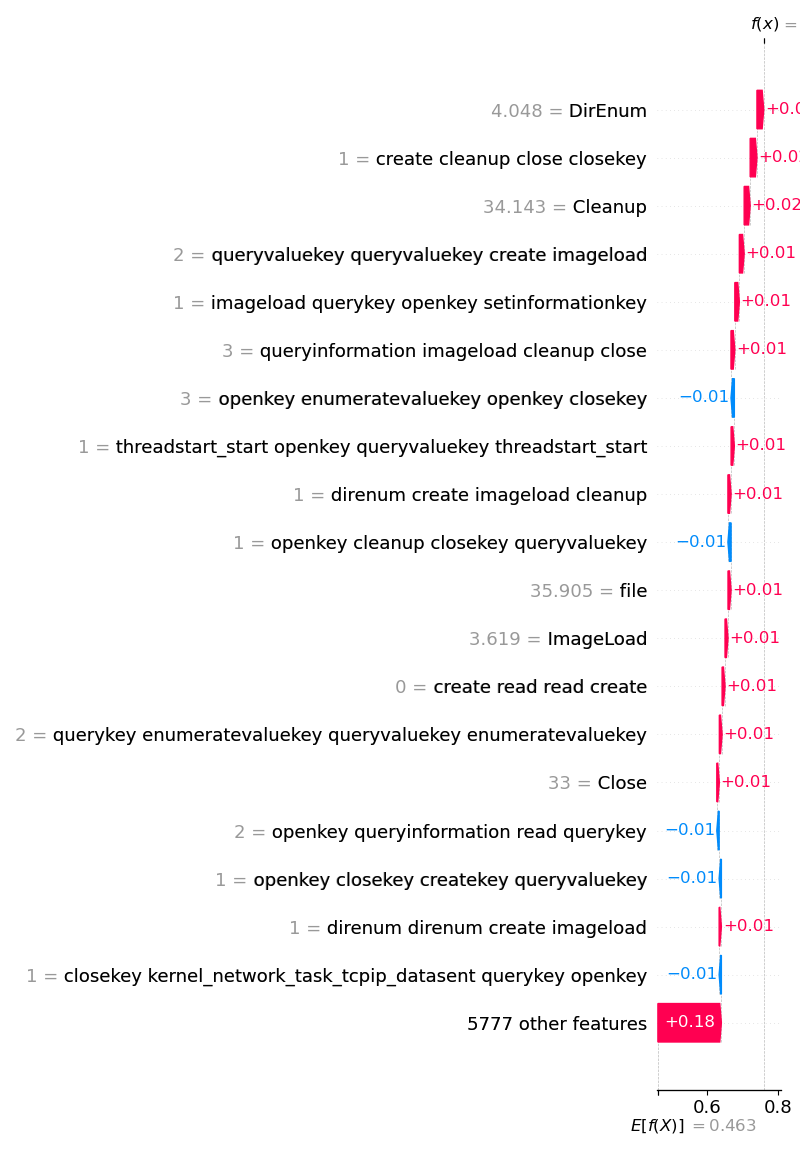 f(x) =
4.048 = DirEnum
+0.0
1 = create cleanup close closekey
+0.0
34.143 = Cleanup
+0.02
2 = queryvaluekey queryvaluekey create imageload
+0.01
1 = imageload querykey openkey setinformationkey
+0.01
3 = queryinformation imageload cleanup close
+0.01
3 = openkey enumeratevaluekey openkey closekey
−0.01
1 = threadstart_start openkey queryvaluekey threadstart_start
+0.01
1 = direnum create imageload cleanup
+0.01
1 = openkey cleanup closekey queryvaluekey
−0.01
35.905 = file
+0.01
3.619 = ImageLoad
+0.01
0 = create read read create
+0.01
2 = querykey enumeratevaluekey queryvaluekey enumeratevaluekey
+0.01
33 = Close
+0.01
2 = openkey queryinformation read querykey
−0.01
1 = openkey closekey createkey queryvaluekey
−0.01
1 = direnum direnum create imageload
+0.01
1 = closekey kernel_network_task_tcpip_datasent querykey openkey
−0.01
5777 other features
+0.18
0.6 0.8
E[f(X)] = 0.463